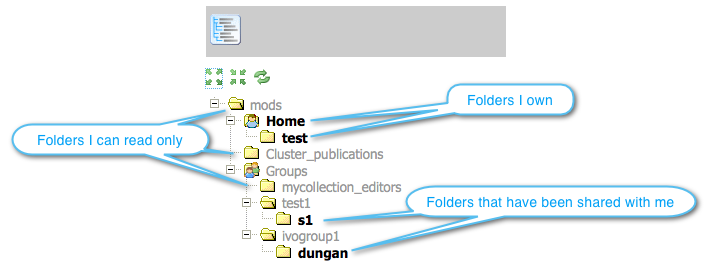 mods
Folders I own
Home
test
Folders I can read only
Cluster_publications
Groups
mycollection_editors
test1
Folders that have been shared with me
s1
ivogroup1
dungan